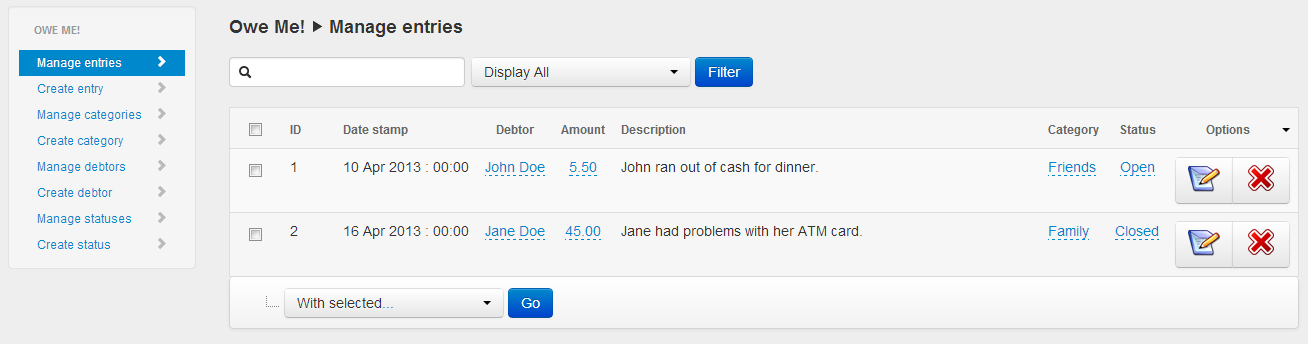 OWE ME!
Manage entries
Create entry
Manage categories
Create category
Manage debtors
Create debtor
Manage statuses
Create status
Owe Me! Manage entries
Display All Filter
ID Date stamp Debtor Amount Description Category Status Options
1 10 Apr 2013 : 00:00 John Doe 5.50 John ran out of cash for dinner. Friends Open
2 16 Apr 2013 : 00:00 Jane Doe 45.00 Jane had problems with her ATM card. Family Closed
With selected... Go